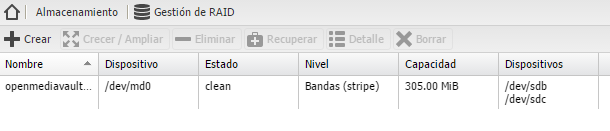 Almacenamiento Gestión de RAID
Crear Crecer / Ampliar Eliminar Recuperar Detalle Borrar
Nombre Dispositivo Estado Nivel Capacidad Dispositivos
openmediavault... /dev/md0 clean Bandas (stripe) 305.00 MiB /dev/sdb
/dev/sdc